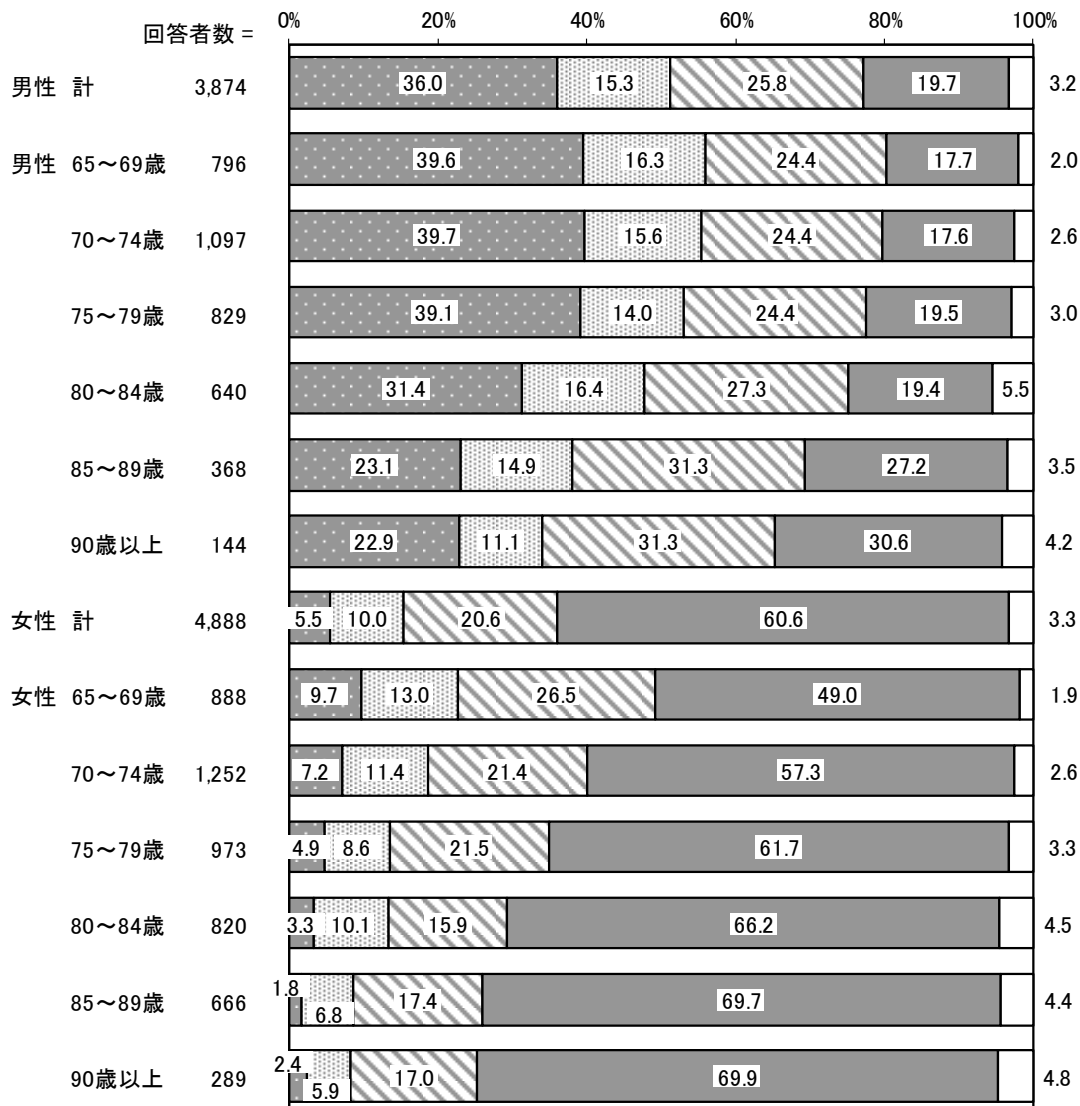 0% 20% 40% 60% 80% 100%
回答者数 =
男性 計 3,874 36.0 15.3 25.8 19.7 3.2
男性 65～69歳 796 39.6 16.3 24.4 17.7 2.0
70～74歳 1,097 39.7 15.6 24.4 17.6 2.6
75～79歳 829 39.1 14.0 24.4 19.5 3.0
80～84歳 640 31.4 16.4 27.3 19.4 5.5
85～89歳 368 23.1 14.9 31.3 27.2 3.5
90歳以上 144 22.9 11.1 31.3 30.6 4.2
女性 計 4,888 5.5 10.0 20.6 60.6 3.3
女性 65～69歳 888 9.7 13.0 26.5 49.0 1.9
70～74歳 1,252 7.2 11.4 21.4 57.3 2.6
75～79歳 973 4.9 8.6 21.5 61.7 3.3
80～84歳 820 3.3 10.1 15.9 66.2 4.5
85～89歳 666 1.8 6.8 17.4 69.7 4.4
90歳以上 289 2.4 5.9 17.0 69.9 4.8